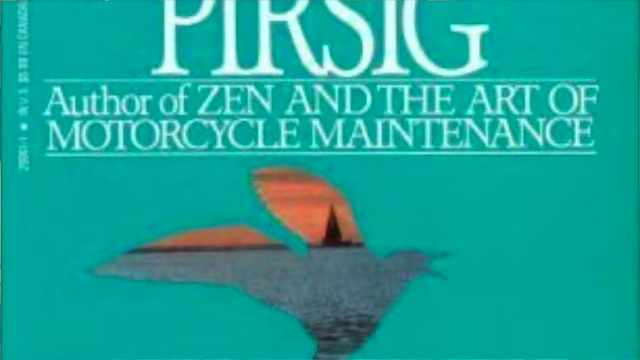 PIRSIG
Author of ZEN AND THE ART OF
MOTORCYCLE MAINTENANCE